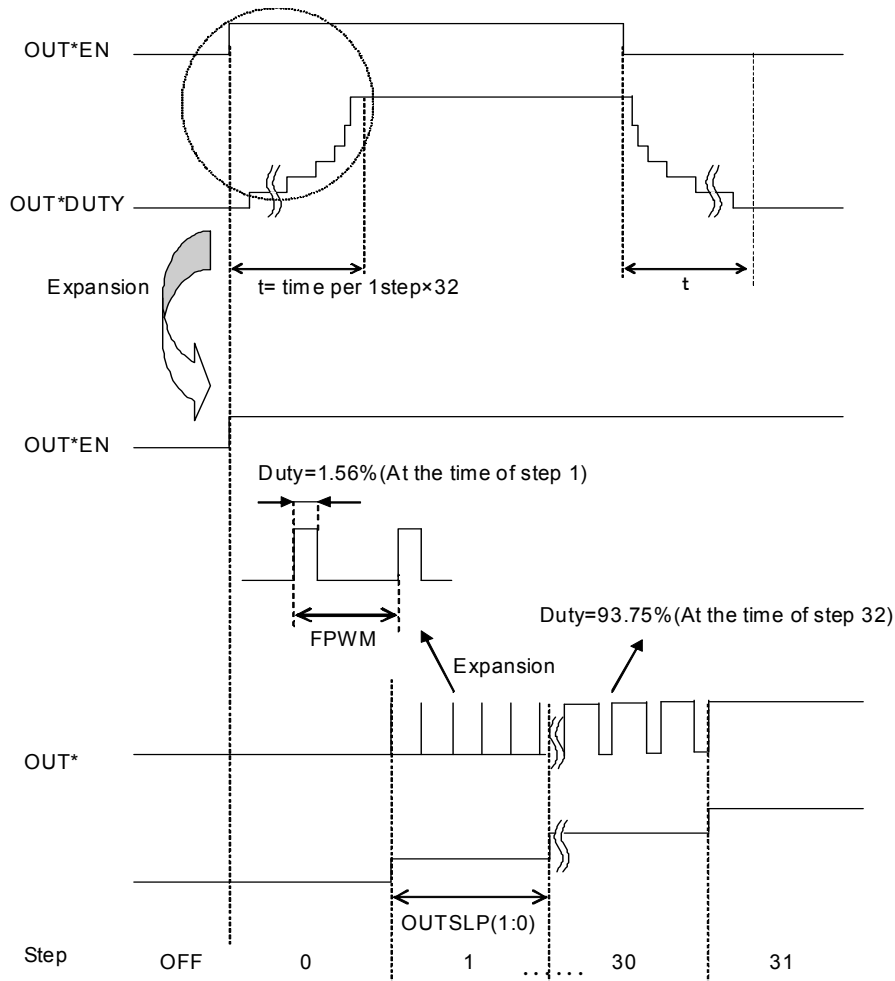 OUT*EN
OUT*DUTY
Expansion
t= time per 1step×32
t
OUT*EN
Duty=1.56%(At the time of step 1)
FPWM
Duty=93.75%(At the time of step 32)
Expansion
OUT*
OUTSLP(1:0)
Step OFF 0 1 ...... 30 31